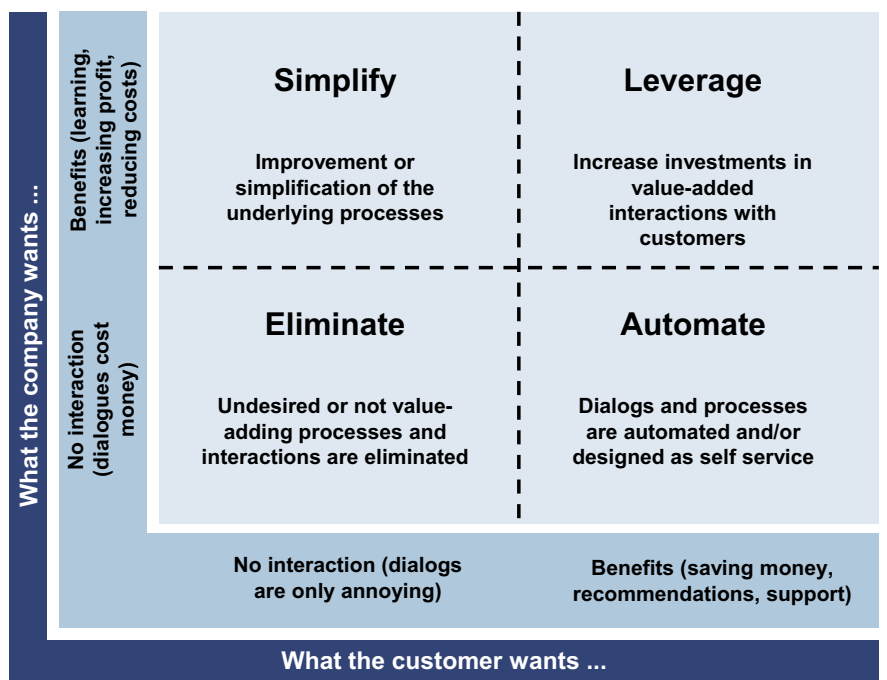 What the company wants ...
Benefits (learning,
increasing profit,
reducing costs)
Simplify
Improvement or
simplification of the
underlying processes
Leverage
Increase investments in
value-added
interactions with
customers
No interaction
(dialogues cost
money)
Eliminate
Undesired or not value-
adding processes and
interactions are eliminated
Automate
Dialogs and processes
are automated and/or
designed as self service
No interaction (dialogs
are only annoying)
Benefits (saving money,
recommendations, support)
What the customer wants ...